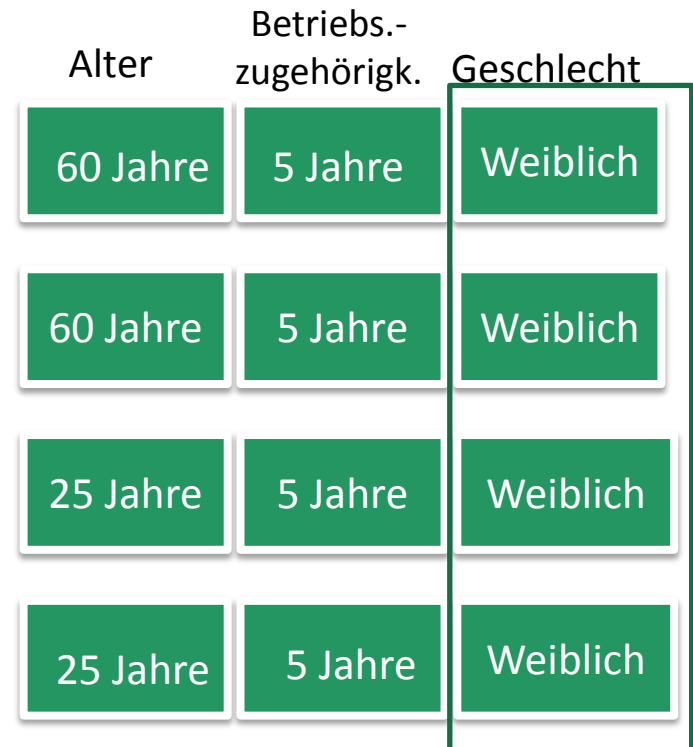 Alter
Betriebs.-
zugehörigk.
Geschlecht
60 Jahre
5 Jahre
Weiblich
60 Jahre
5 Jahre
Weiblich
25 Jahre
5 Jahre
Weiblich
25 Jahre
5 Jahre
Weiblich